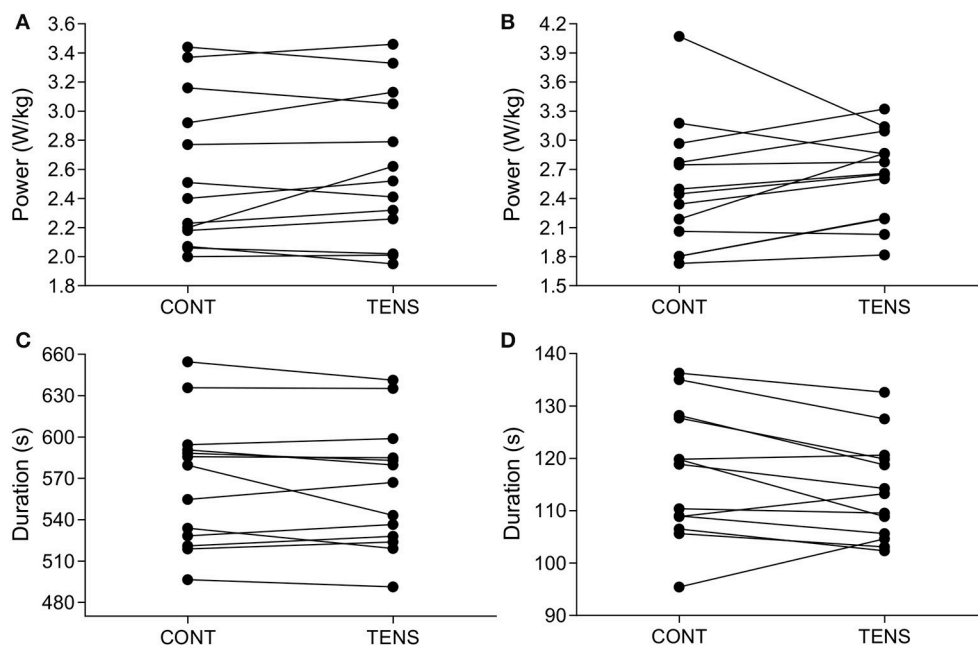 A
Power (W/kg)
3.6
3.4
3.2
3.0
2.8
2.6
2.4
2.2
2.0
1.8
CONT TENS
B
Power (W/kg)
4.2
3.9
3.6
3.3
3.0
2.7
2.4
2.1
1.8
1.5
CONT TENS
C
Duration (s)
660
630
600
570
540
510
480
CONT TENS
D
Duration (s)
140
130
120
110
100
90
CONT TENS